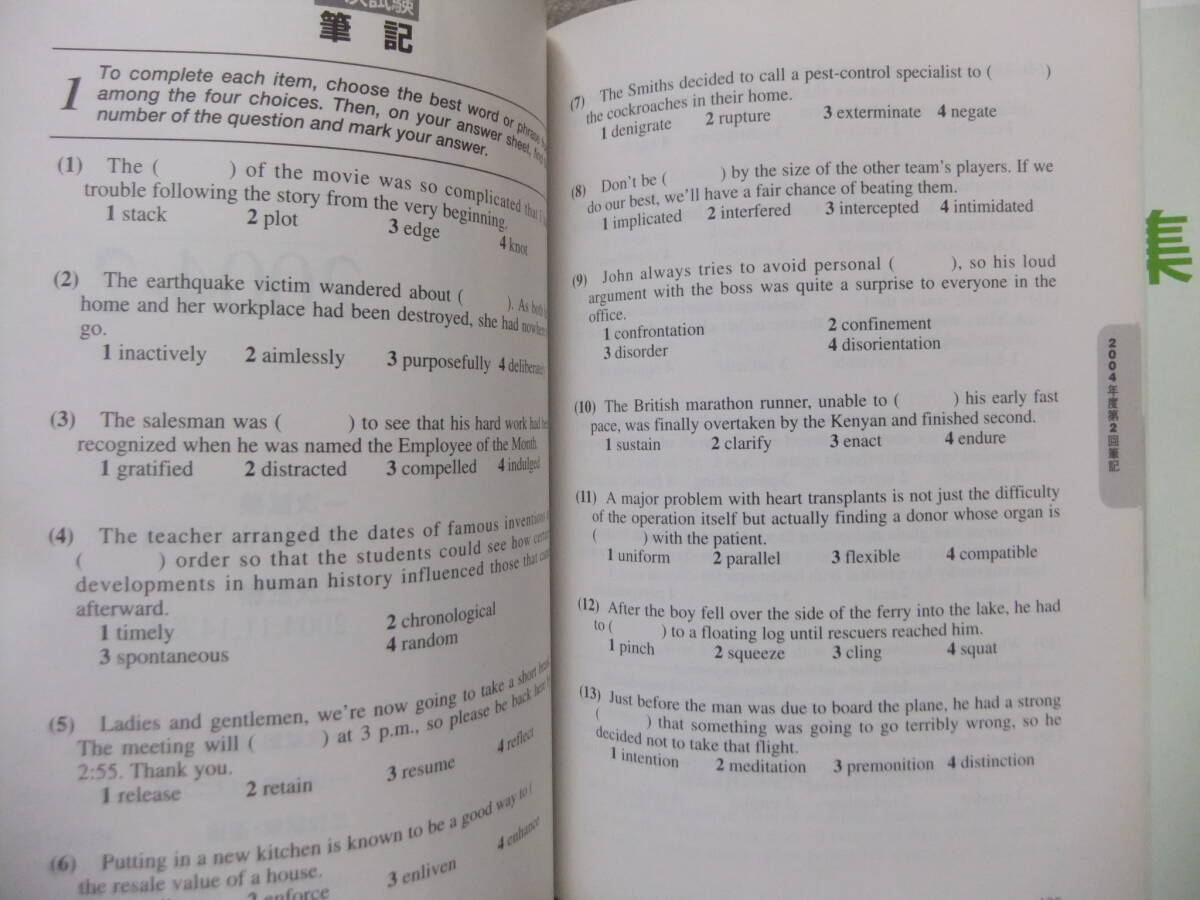 試験
筆 記
1
To complete each item, choose the best word or phrase
among the four choices. Then, on your answer sheet, find
number of the question and mark your answer.
(1) The ( ) of the movie was so complicated that I
trouble following the story from the very beginning.
1 stack 2 plot 3 edge 4 knot
(2) The earthquake victim wandered about ( ). As both
home and her workplace had been destroyed, she had nowhere
go.
1 inactively 2 aimlessly 3 purposefully 4 deliberately
(3) The salesman was ( ) to see that his hard work had
recognized when he was named the Employee of the Month.
1 gratified 2 distracted 3 compelled 4 indulged
(4) The teacher arranged the dates of famous inventions
( ) order so that the students could see how certain
developments in human history influenced those that came
afterward.
1 timely 2 chronological
3 spontaneous 4 random
(5) Ladies and gentlemen, we're now going to take a short break.
The meeting will ( ) at 3 p.m., so please be back here
2:55. Thank you.
1 release 2 retain 3 resume 4 reflect
(6) Putting in a new kitchen is known to be a good way to (
the resale value of a house.
2 enforce 3 enliven 4 enhance
(7) The Smiths decided to call a pest-control specialist to ( )
the cockroaches in their home.
1 denigrate 2 rupture 3 exterminate 4 negate
(8) Don't be ( ) by the size of the other team's players. If we
do our best, we'll have a fair chance of beating them.
1 implicated 2 interfered 3 intercepted 4 intimidated
(9) John always tries to avoid personal ( ), so his loud
argument with the boss was quite a surprise to everyone in the
office.
1 confrontation 2 confinement
3 disorder 4 disorientation
(10) The British marathon runner, unable to ( ) his early fast
pace, was finally overtaken by the Kenyan and finished second.
1 sustain 2 clarify 3 enact 4 endure
(11) A major problem with heart transplants is not just the difficulty
of the operation itself but actually finding a donor whose organ is
( ) with the patient.
1 uniform 2 parallel 3 flexible 4 compatible
(12) After the boy fell over the side of the ferry into the lake, he had
to ( ) to a floating log until rescuers reached him.
1 pinch 2 squeeze 3 cling 4 squat
(13) Just before the man was due to board the plane, he had a strong
( ) that something was going to go terribly wrong, so he
decided not to take that flight.
1 intention 2 meditation 3 premonition 4 distinction
2004年度第2回筆記
集